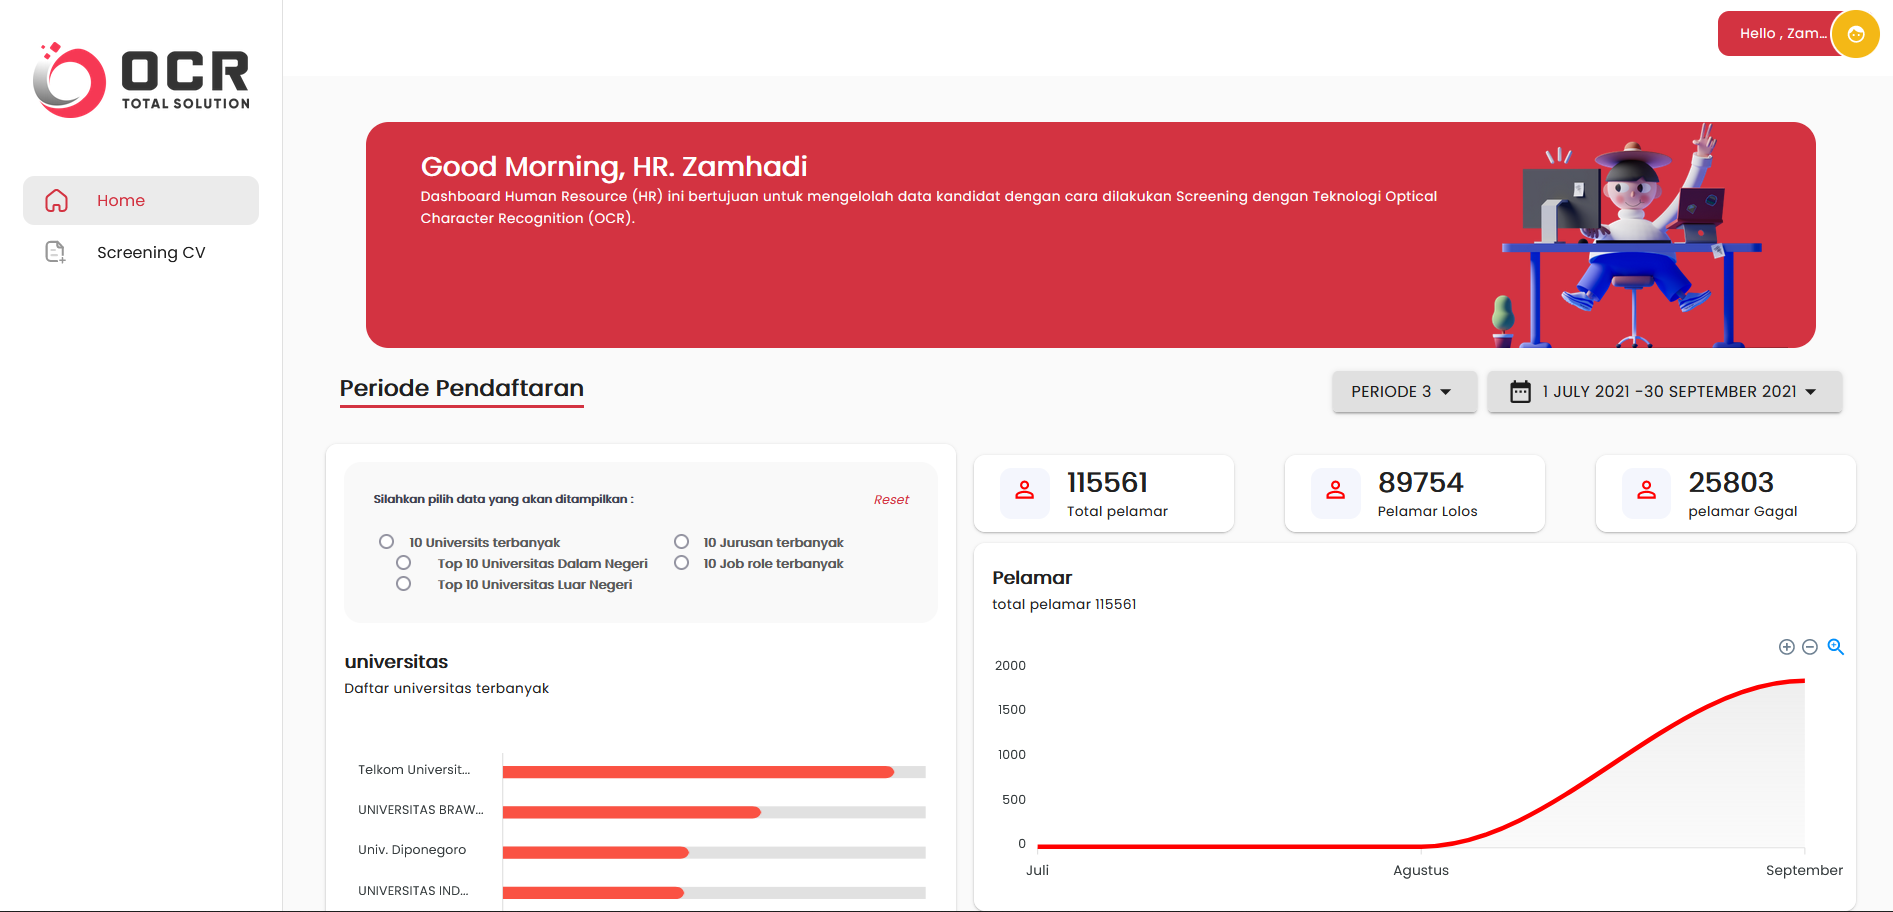 OCR
TOTAL SOLUTION
Home
Screening CV
Hello , Zam...
Good Morning, HR. Zamhadi
Dashboard Human Resource (HR) ini bertujuan untuk mengelolah data kandidat dengan cara dilakukan Screening dengan Teknologi Optical
Character Recognition (OCR).
Periode Pendaftaran
PERIODE 3
1 JULY 2021 -30 SEPTEMBER 2021
Silahkan pilih data yang akan ditampilkan :
Reset
10 Universits terbanyak
Top 10 Universitas Dalam Negeri
Top 10 Universitas Luar Negeri
10 Jurusan terbanyak
10 Job role terbanyak
universitas
Daftar universitas terbanyak
Telkom Universit...
UNIVERSITAS BRAW...
Univ. Diponegoro
UNIVERSITAS IND...
115561
Total pelamar
89754
Pelamar Lolos
25803
pelamar Gagal
Pelamar
total pelamar 115561
2000
1500
1000
500
0
Juli
Agustus
September